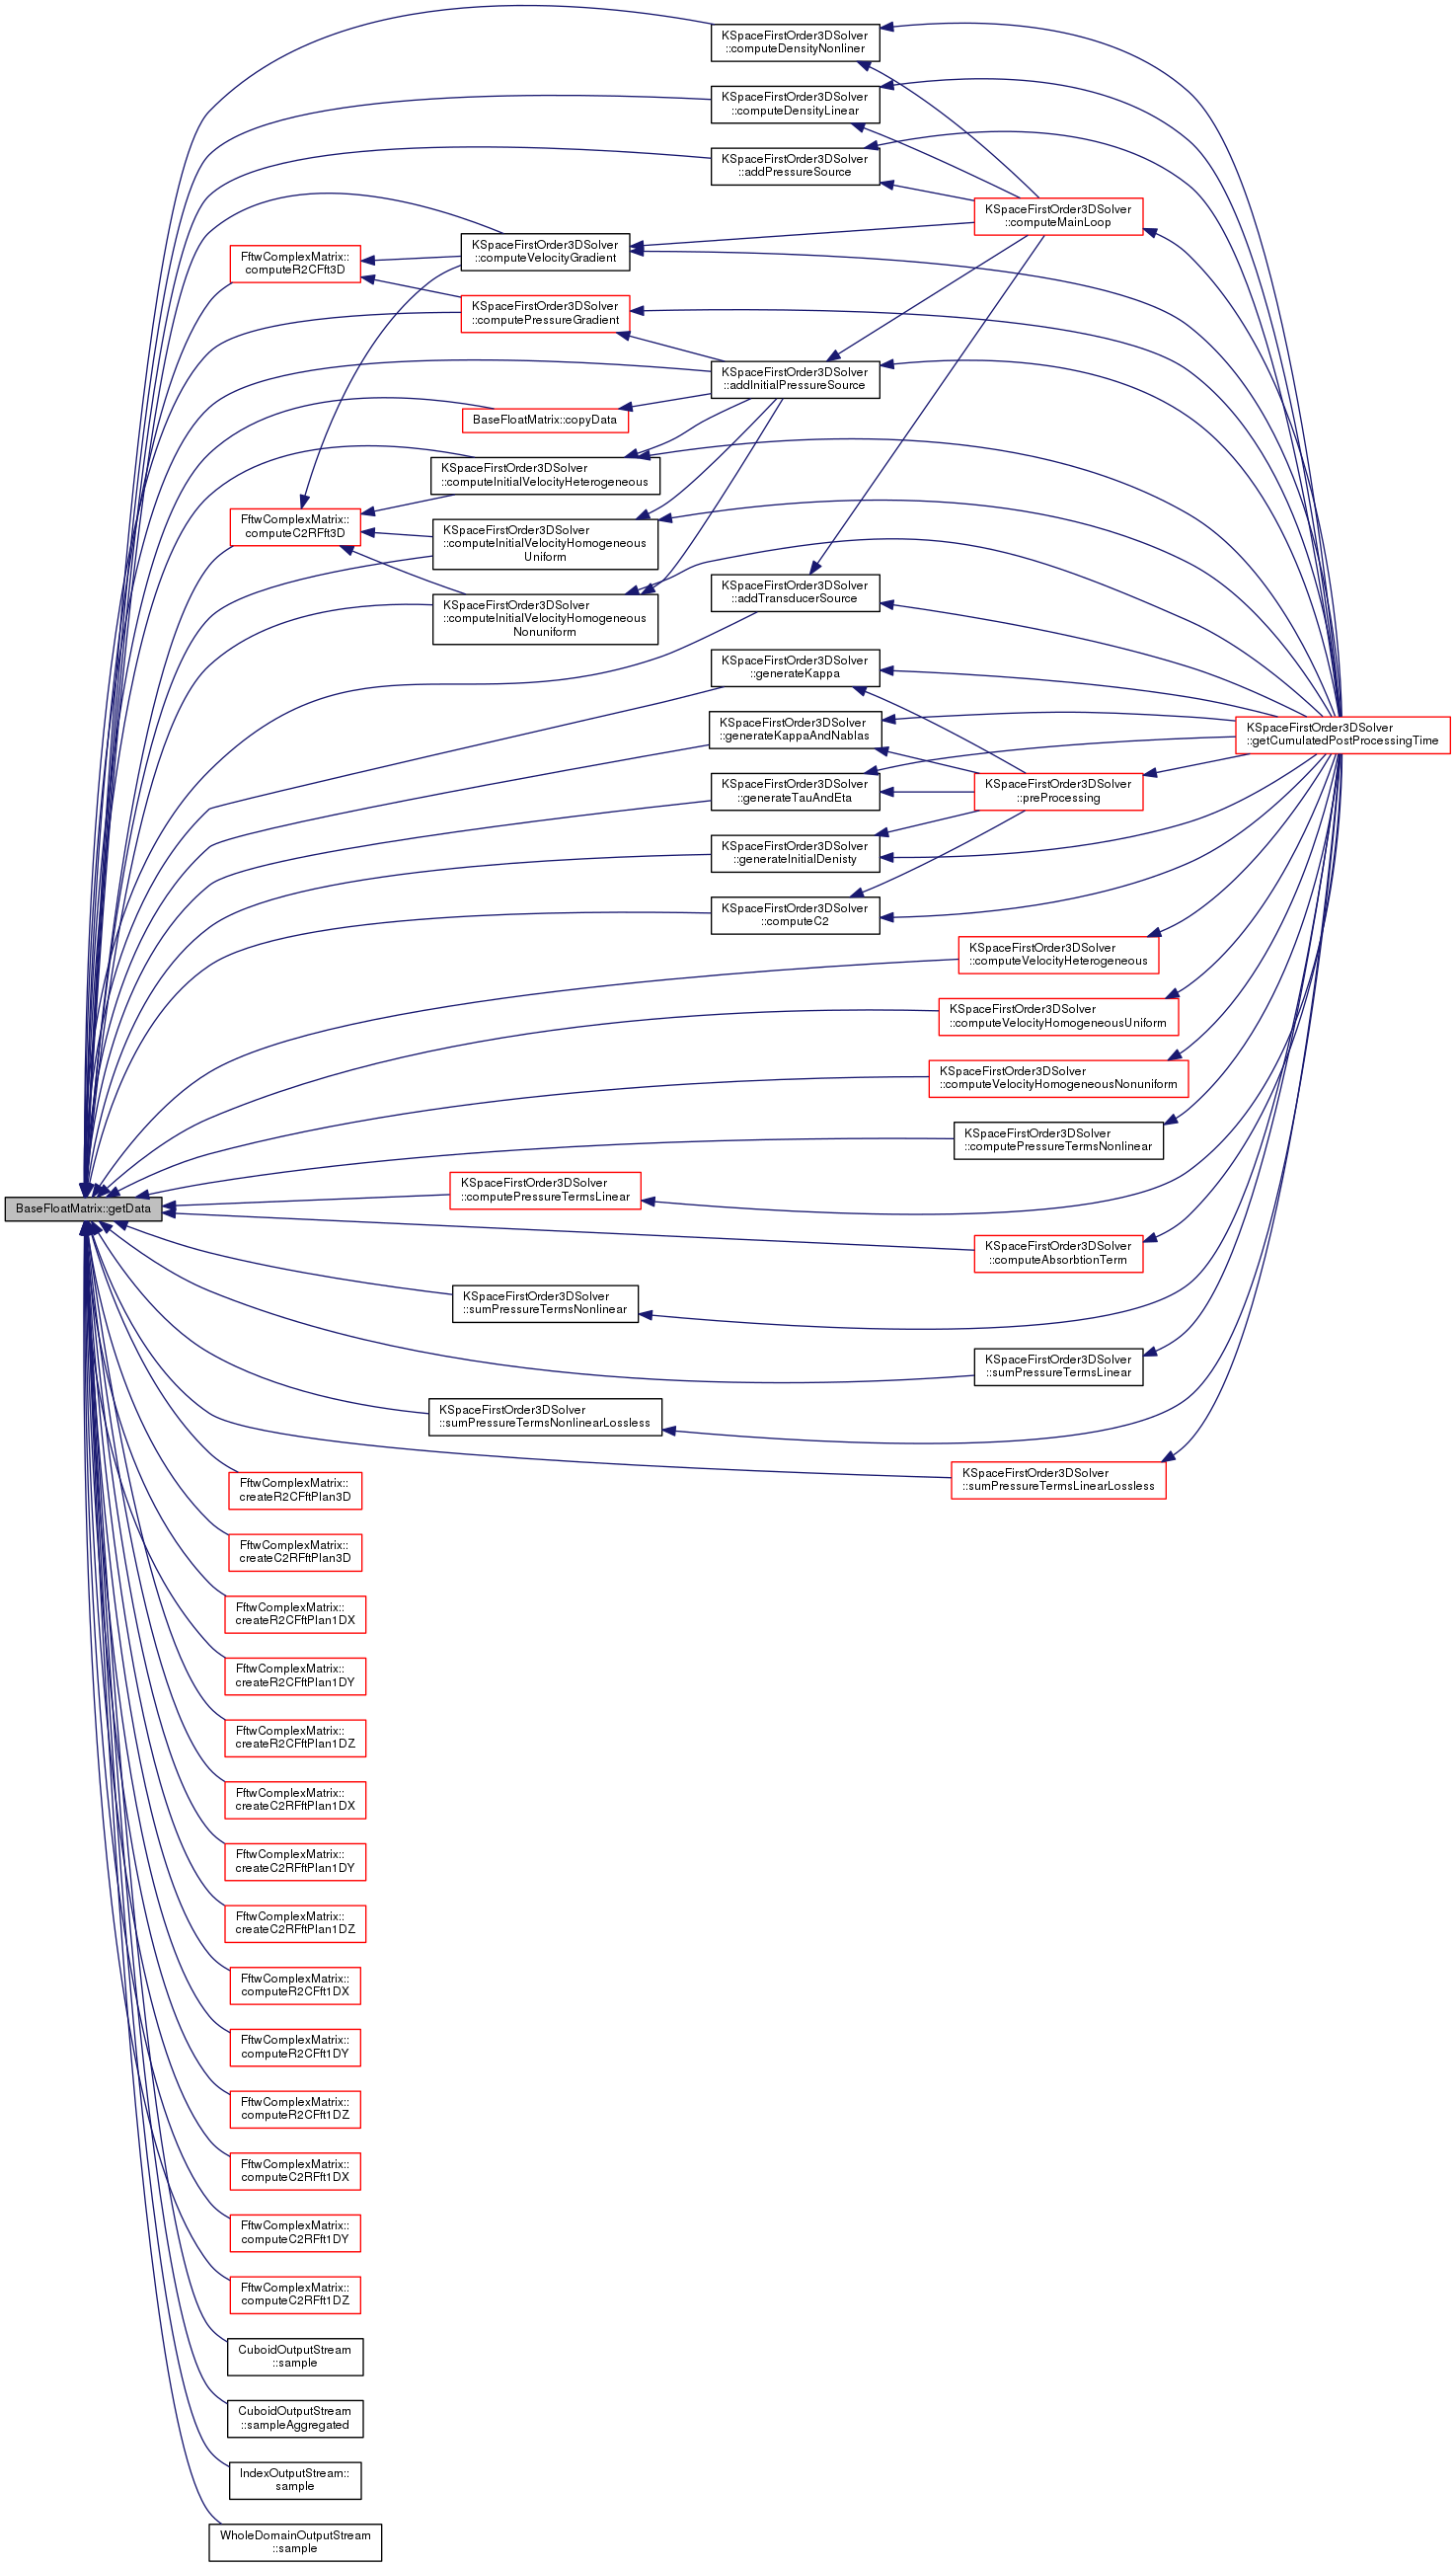 KSpaceFirstOrder3DSolver
::computeDensityNonliner
KSpaceFirstOrder3DSolver
::computeDensityLinear
KSpaceFirstOrder3DSolver
::addPressureSource
KSpaceFirstOrder3DSolver
::computeMainLoop
KSpaceFirstOrder3DSolver
::computeVelocityGradient
FftwComplexMatrix::
computeR2CFft3D
KSpaceFirstOrder3DSolver
::computePressureGradient
KSpaceFirstOrder3DSolver
::addInitialPressureSource
BaseFloatMatrix::copyData
KSpaceFirstOrder3DSolver
::computeInitialVelocityHeterogeneous
FftwComplexMatrix::
computeC2RFft3D
KSpaceFirstOrder3DSolver
::computeInitialVelocityHomogeneous
Uniform
KSpaceFirstOrder3DSolver
::addTransducerSource
KSpaceFirstOrder3DSolver
::computeInitialVelocityHomogeneous
Nonuniform
KSpaceFirstOrder3DSolver
::generateKappa
KSpaceFirstOrder3DSolver
::generateKappaAndNablas
KSpaceFirstOrder3DSolver
::getCumulatedPostProcessingTime
KSpaceFirstOrder3DSolver
::generateTauAndEta
KSpaceFirstOrder3DSolver
::preProcessing
KSpaceFirstOrder3DSolver
::generateInitialDenisty
KSpaceFirstOrder3DSolver
::computeC2
KSpaceFirstOrder3DSolver
::computeVelocityHeterogeneous
KSpaceFirstOrder3DSolver
::computeVelocityHomogeneousUniform
KSpaceFirstOrder3DSolver
::computeVelocityHomogeneousNonuniform
KSpaceFirstOrder3DSolver
::computePressureTermsNonlinear
KSpaceFirstOrder3DSolver
::computePressureTermsLinear
BaseFloatMatrix::getData
KSpaceFirstOrder3DSolver
::computeAbsorbtionTerm
KSpaceFirstOrder3DSolver
::sumPressureTermsNonlinear
KSpaceFirstOrder3DSolver
::sumPressureTermsLinear
KSpaceFirstOrder3DSolver
::sumPressureTermsNonlinearLossless
KSpaceFirstOrder3DSolver
::sumPressureTermsLinearLossless
FftwComplexMatrix::
createR2CFftPlan3D
FftwComplexMatrix::
createC2RFftPlan3D
FftwComplexMatrix::
createR2CFftPlan1DX
FftwComplexMatrix::
createR2CFftPlan1DY
FftwComplexMatrix::
createR2CFftPlan1DZ
FftwComplexMatrix::
createC2RFftPlan1DX
FftwComplexMatrix::
createC2RFftPlan1DY
FftwComplexMatrix::
createC2RFftPlan1DZ
FftwComplexMatrix::
computeR2CFft1DX
FftwComplexMatrix::
computeR2CFft1DY
FftwComplexMatrix::
computeR2CFft1DZ
FftwComplexMatrix::
computeC2RFft1DX
FftwComplexMatrix::
computeC2RFft1DY
FftwComplexMatrix::
computeC2RFft1DZ
CuboidOutputStream
::sample
CuboidOutputStream
::sampleAggregated
IndexOutputStream::
sample
WholeDomainOutputStream
::sample